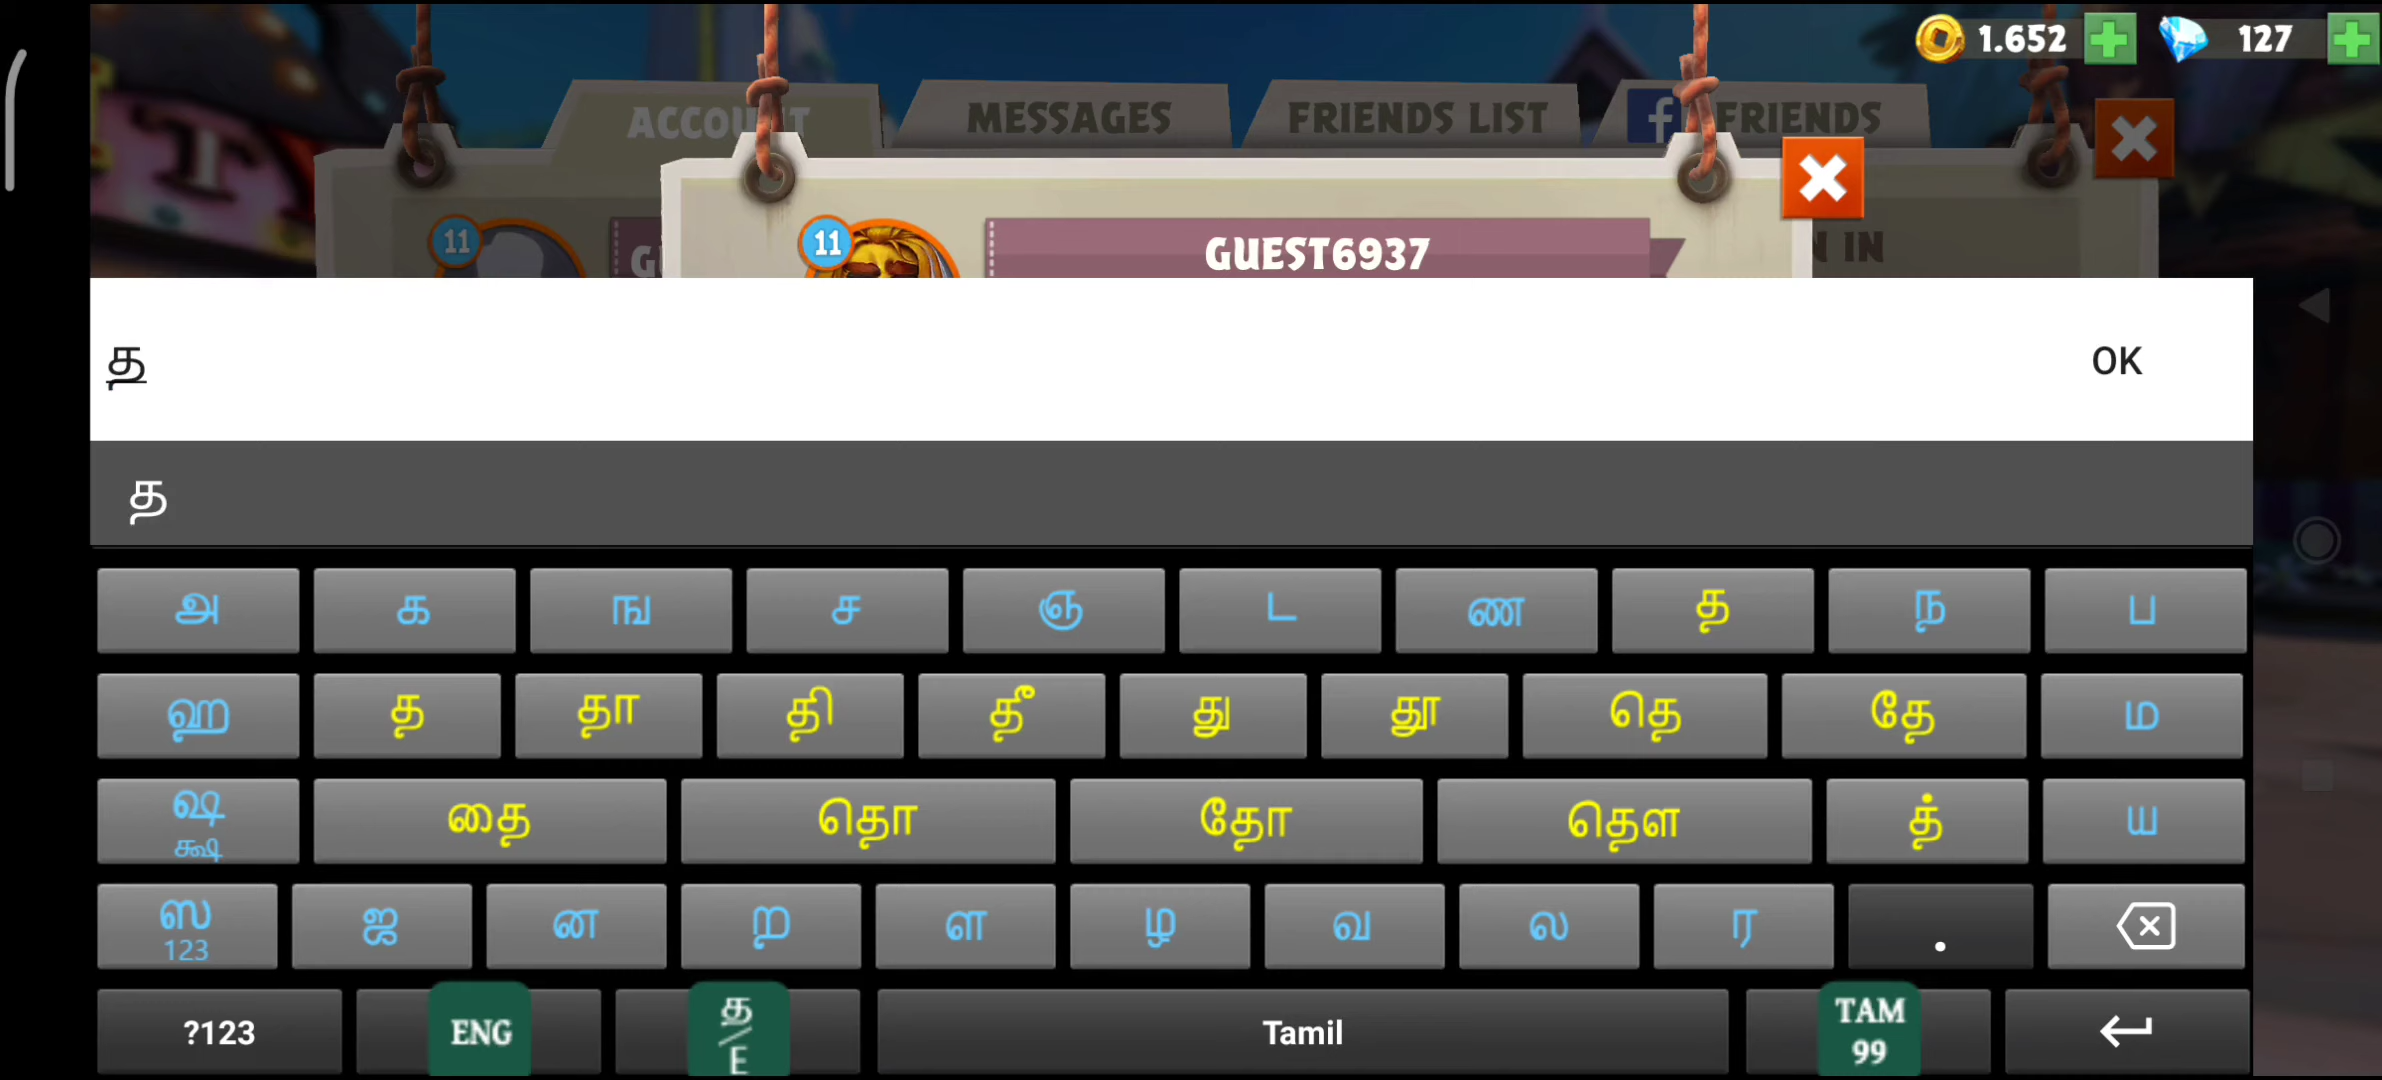 1.652 127
ACCOUNT MESSAGES FRIENDS LIST FRIENDS
11 11 GUEST6937 N IN
த OK
த
அ க ங ச ஞ ட ண த ந ப
ஹ த தா தி தீ து தூ தெ தே ம
ஷ க்ஷ தை தொ தோ தௌ த் ய
ஸ 123 ஜ ன ற ள ழ வ ல ர .
?123 ENG த/E Tamil TAM 99